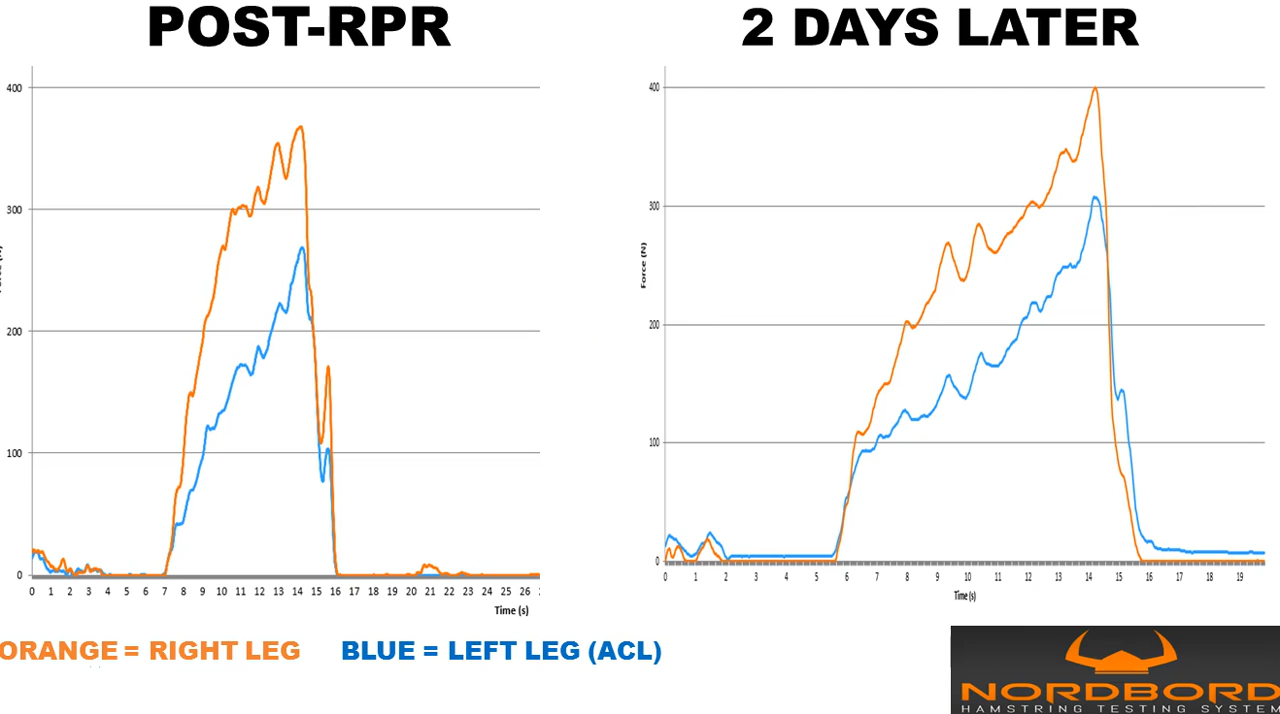 POST-RPR
2 DAYS LATER
400
300
200
100
0
0 1 2 3 4 5 6 7 8 9 10 11 12 13 14 15 16 17 18 19 20 21 22 23 24 25 26
Time (s)
Force (N)
400
300
200
100
0
0 1 2 3 4 5 6 7 8 9 10 11 12 13 14 15 16 17 18 19
Time (s)
ORANGE = RIGHT LEG
BLUE = LEFT LEG (ACL)
NORDBORD
HAMSTRING TESTING SYSTEM